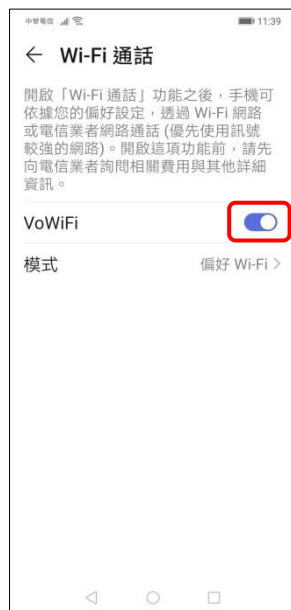 中華電信 11:39
Wi-Fi 通話
開啟「Wi-Fi 通話」功能之後，手機可
依據您的偏好設定，透過 Wi-Fi 網路
或電信業者網路通話 (優先使用訊號
較強的網路)。開啟這項功能前，請先
向電信業者詢問相關費用與其他詳細
資訊。
VoWiFi
模式 偏好 Wi-Fi